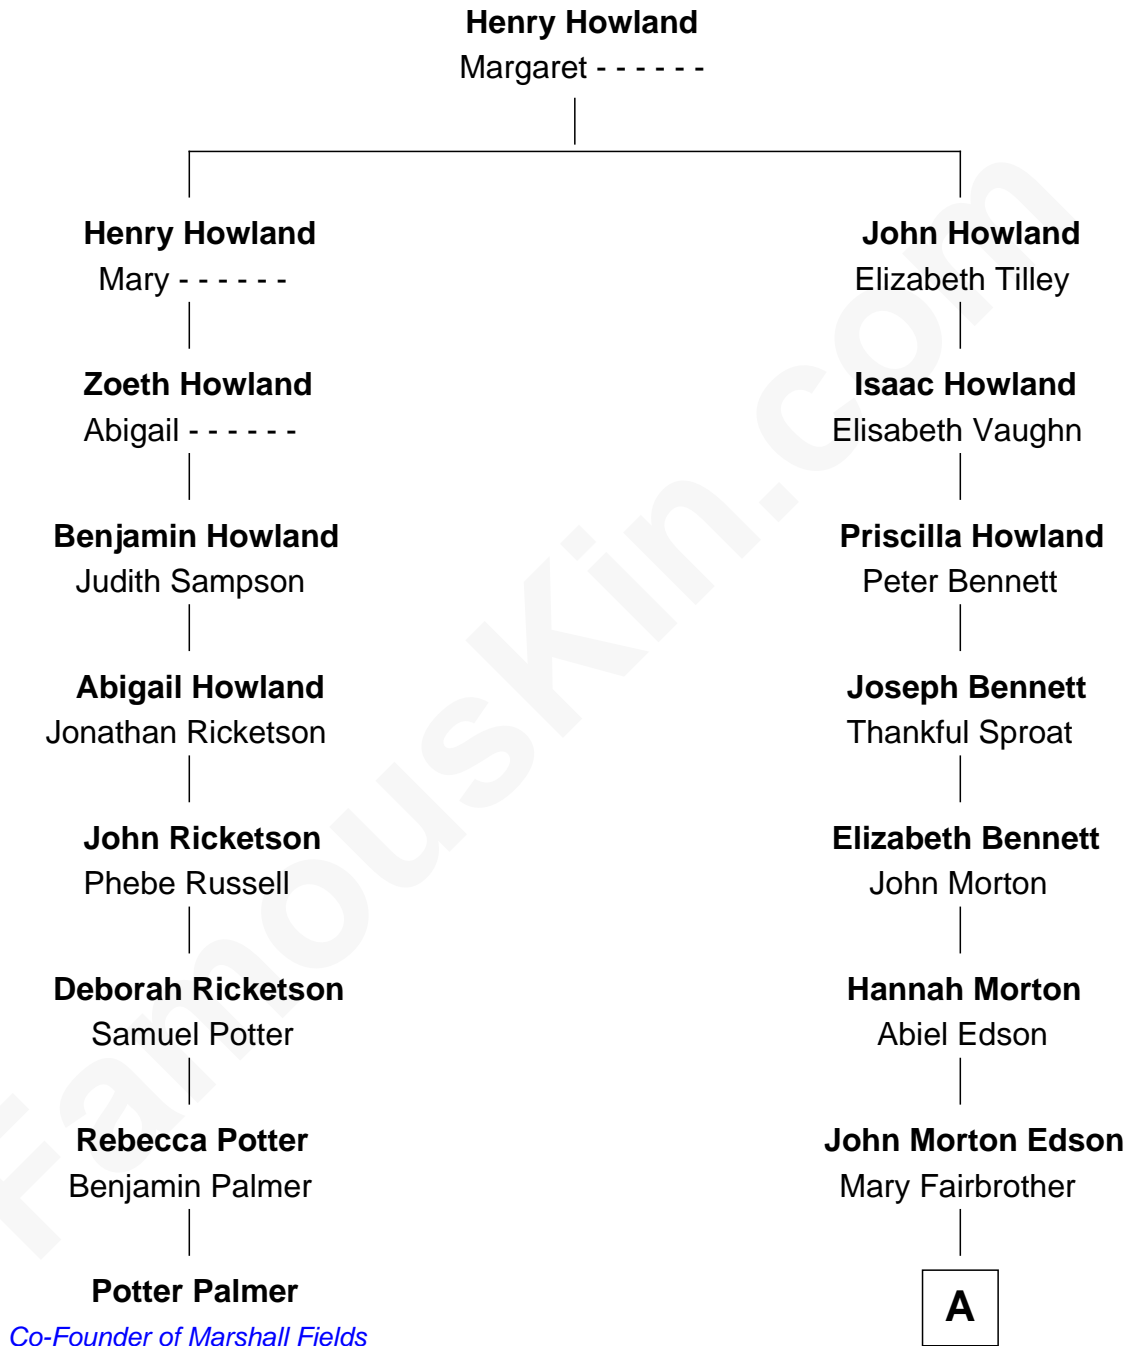 Henry Howland
Margaret - - - - - -
Henry Howland
Mary - - - - - -
John Howland
Elizabeth Tilley
Zoeth Howland
Abigail - - - - - -
Isaac Howland
Elisabeth Vaughn
Benjamin Howland
Judith Sampson
Priscilla Howland
Peter Bennett
Abigail Howland
Jonathan Ricketson
Joseph Bennett
Thankful Sproat
John Ricketson
Phebe Russell
Elizabeth Bennett
John Morton
Deborah Ricketson
Samuel Potter
Hannah Morton
Abiel Edson
Rebecca Potter
Benjamin Palmer
John Morton Edson
Mary Fairbrother
Potter Palmer
Co-Founder of Marshall Fields
A
FamousKin.com